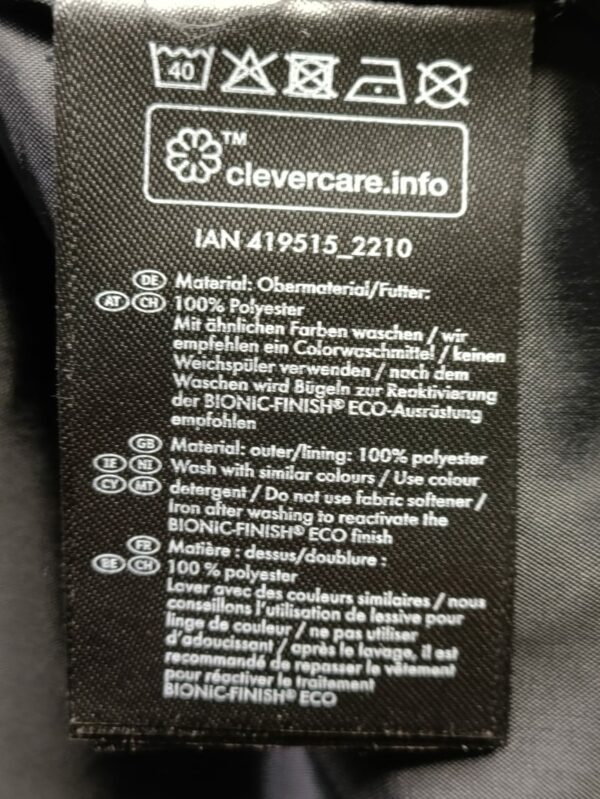 40
TM
clevercare.info
IAN 419515_2210
DE Material: Obermaterial/Futter:
AT CH 100% Polyester
Mit ähnlichen Farben waschen / wir
empfehlen ein Colorwaschmittel / keinen
Weichspüler verwenden / nach dem
Waschen wird Bügeln zur Reaktivierung
der BIONIC-FINISH® ECO-Ausrüstung
empfohlen
GB Material: outer/lining: 100% polyester
IE NI Wash with similar colours / Use colour
CY MT detergent / Do not use fabric softener /
Iron after washing to reactivate the
BIONIC-FINISH® ECO finish
FR Matière : dessus/doublure :
BE CH 100 % polyester
Laver avec des couleurs similaires / nous
conseillons l'utilisation de lessive pour
linge de couleur / ne pas utiliser
d'adoucissant / après le lavage, il est
recommandé de repasser le vêtement
pour réactiver le traitement
BIONIC-FINISH® ECO